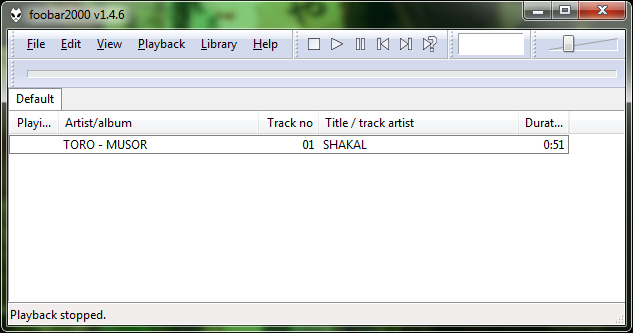 foobar2000 v1.4.6
File Edit View Playback Library Help
Default
Playi... Artist/album Track no Title / track artist Durat...
TORO - MUSOR 01 SHAKAL 0:51
Playback stopped.